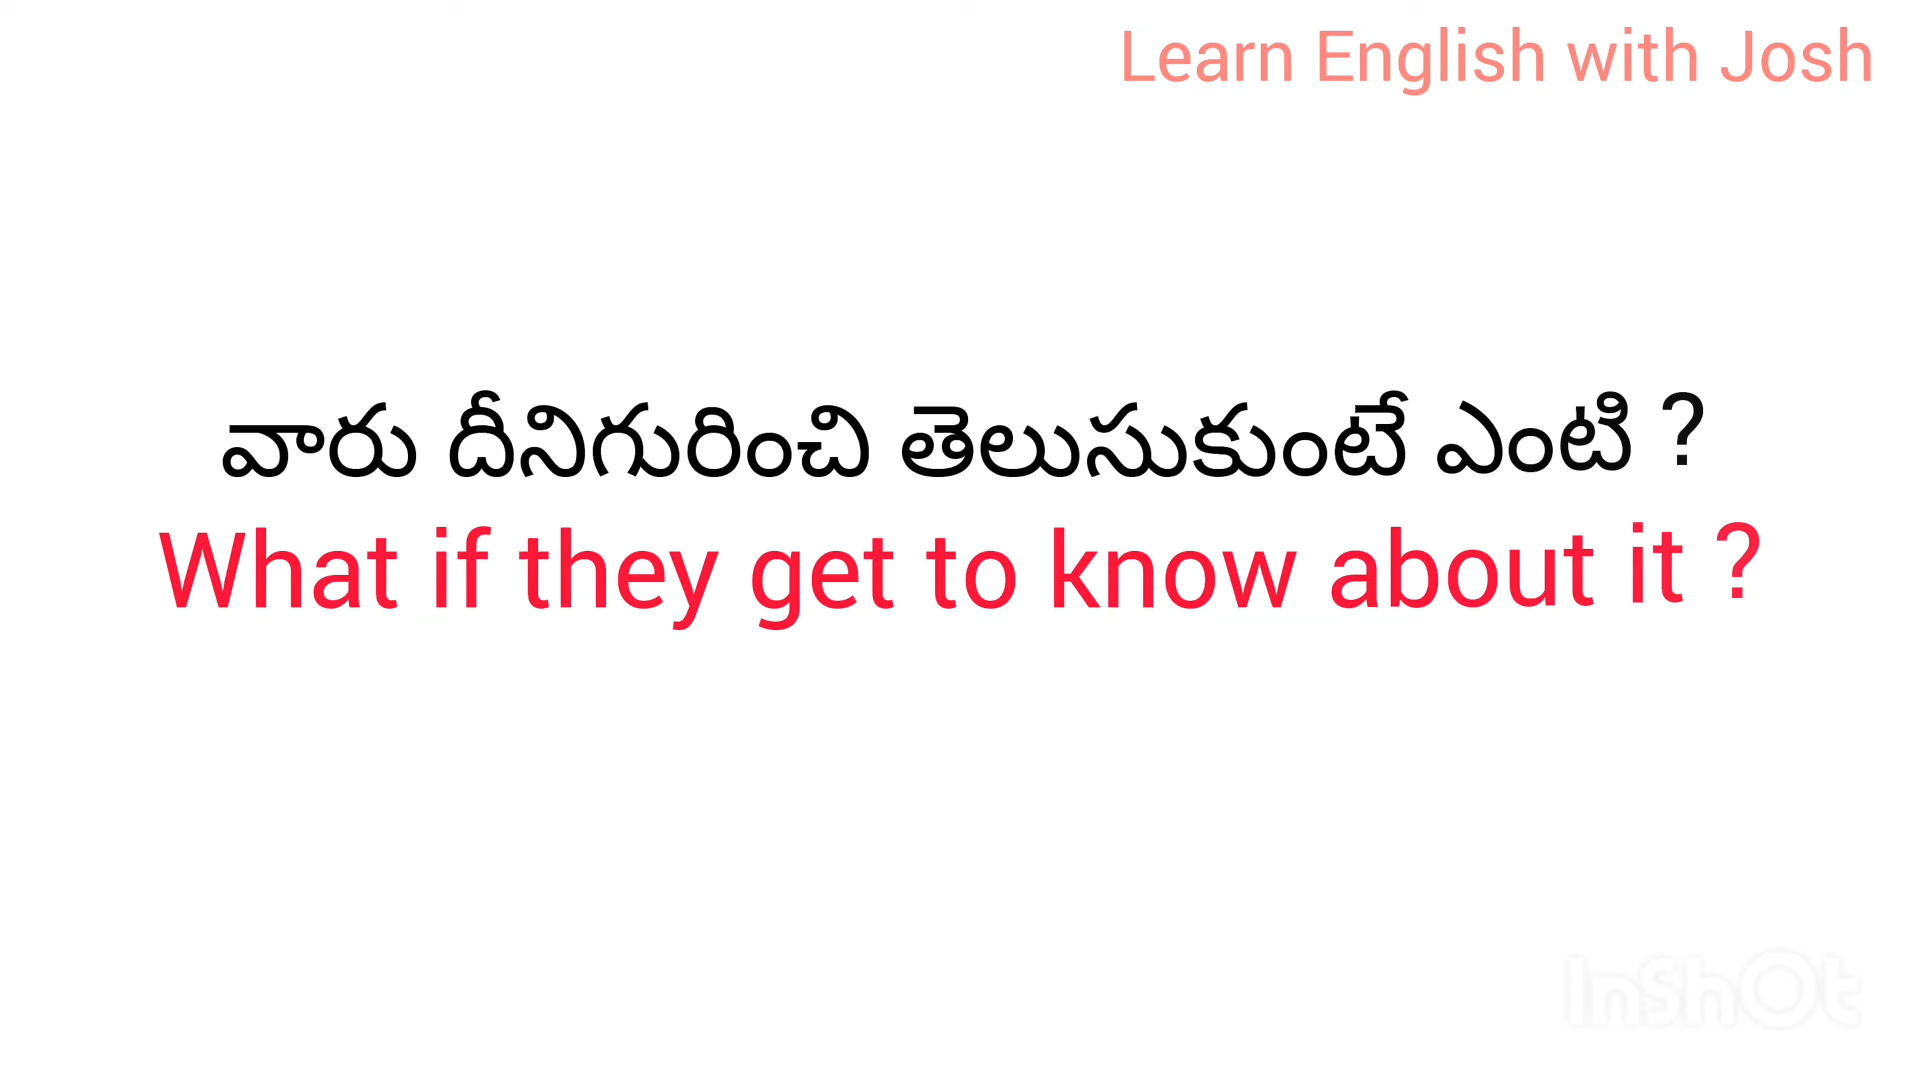 Learn English with Josh
వారు దీనిగురించి తెలుసుకుంటే ఎంటి ?
What if they get to know about it ?
InShOt